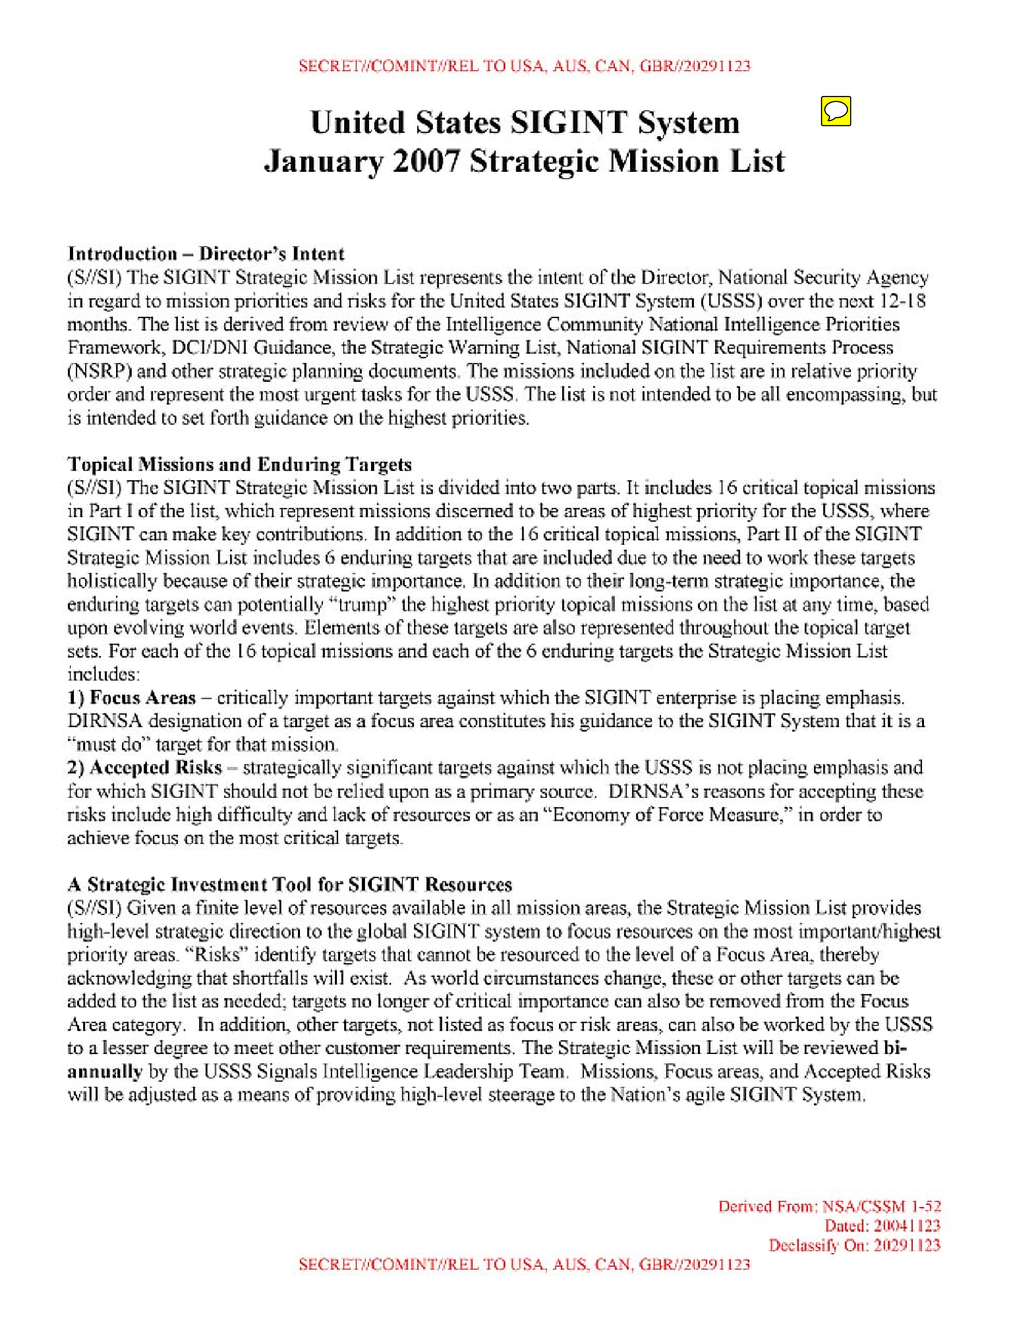 SECRET//COMINT//REL TO USA, AUS, CAN, GBR//20291123
United States SIGINT System
January 2007 Strategic Mission List
Introduction – Director's Intent
(S//SI) The SIGINT Strategic Mission List represents the intent of the Director, National Security Agency
in regard to mission priorities and risks for the United States SIGINT System (USSS) over the next 12-18
months. The list is derived from review of the Intelligence Community National Intelligence Priorities
Framework, DCI/DNI Guidance, the Strategic Warning List, National SIGINT Requirements Process
(NSRP) and other strategic planning documents. The missions included on the list are in relative priority
order and represent the most urgent tasks for the USSS. The list is not intended to be all encompassing, but
is intended to set forth guidance on the highest priorities.
Topical Missions and Enduring Targets
(S//SI) The SIGINT Strategic Mission List is divided into two parts. It includes 16 critical topical missions
in Part I of the list, which represent missions discerned to be areas of highest priority for the USSS, where
SIGINT can make key contributions. In addition to the 16 critical topical missions, Part II of the SIGINT
Strategic Mission List includes 6 enduring targets that are included due to the need to work these targets
holistically because of their strategic importance. In addition to their long-term strategic importance, the
enduring targets can potentially "trump" the highest priority topical missions on the list at any time, based
upon evolving world events. Elements of these targets are also represented throughout the topical target
sets. For each of the 16 topical missions and each of the 6 enduring targets the Strategic Mission List
includes:
1) Focus Areas – critically important targets against which the SIGINT enterprise is placing emphasis.
DIRNSA designation of a target as a focus area constitutes his guidance to the SIGINT System that it is a
"must do" target for that mission.
2) Accepted Risks – strategically significant targets against which the USSS is not placing emphasis and
for which SIGINT should not be relied upon as a primary source. DIRNSA's reasons for accepting these
risks include high difficulty and lack of resources or as an "Economy of Force Measure," in order to
achieve focus on the most critical targets.
A Strategic Investment Tool for SIGINT Resources
(S//SI) Given a finite level of resources available in all mission areas, the Strategic Mission List provides
high-level strategic direction to the global SIGINT system to focus resources on the most important/highest
priority areas. "Risks" identify targets that cannot be resourced to the level of a Focus Area, thereby
acknowledging that shortfalls will exist. As world circumstances change, these or other targets can be
added to the list as needed; targets no longer of critical importance can also be removed from the Focus
Area category. In addition, other targets, not listed as focus or risk areas, can also be worked by the USSS
to a lesser degree to meet other customer requirements. The Strategic Mission List will be reviewed bi-
annually by the USSS Signals Intelligence Leadership Team. Missions, Focus areas, and Accepted Risks
will be adjusted as a means of providing high-level steerage to the Nation's agile SIGINT System.
Derived From: NSA/CSSM 1-52
Dated: 20041123
Declassify On: 20291123
SECRET//COMINT//REL TO USA, AUS, CAN, GBR//20291123